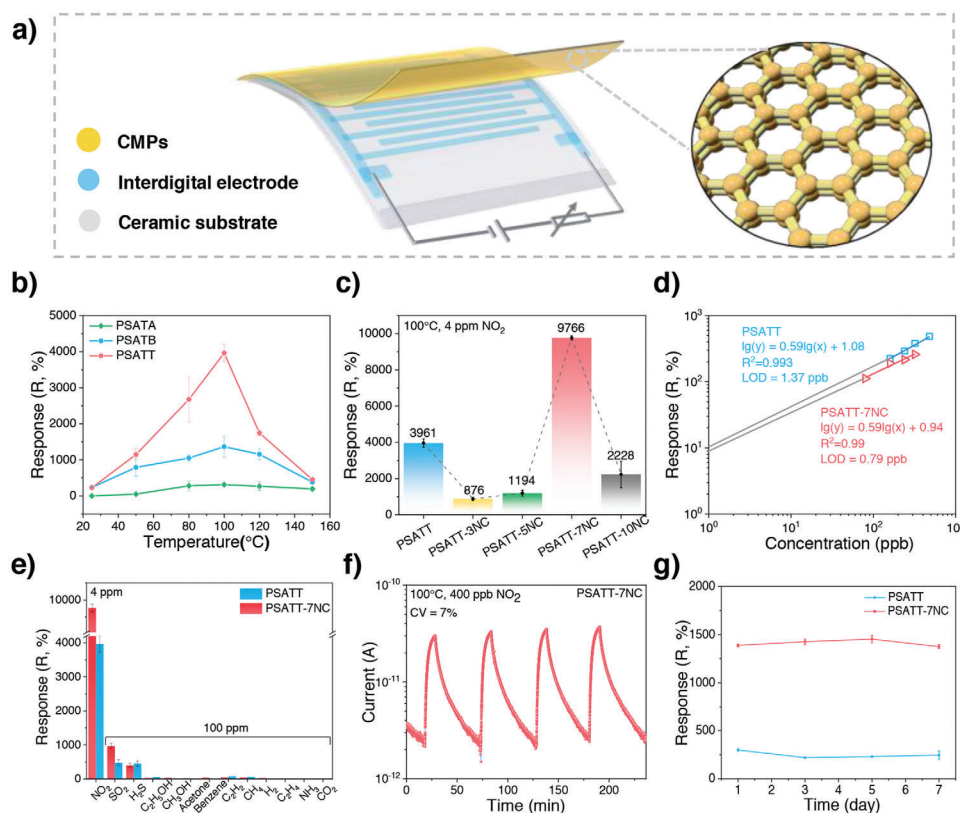 a)
CMPs
Interdigital electrode
Ceramic substrate
b)
PSATA
PSATB
PSATT
Response (R, %)
5000
4000
3000
2000
1000
0
20 40 60 80 100 120 140 160
Temperature(°C)
c)
100°C, 4 ppm NO₂
Response (R, %)
10000
8000
6000
4000
2000
0
3961
876
1194
9766
2228
PSATT
PSATT-3NC
PSATT-5NC
PSATT-7NC
PSATT-10NC
d)
PSATT
lg(y) = 0.59lg(x) + 1.08
R²=0.993
LOD = 1.37 ppb
PSATT-7NC
lg(y) = 0.59lg(x) + 0.94
R²=0.99
LOD = 0.79 ppb
Response (R, %)
10³
10²
10¹
10⁰
10⁰ 10¹ 10² 10³
Concentration (ppb)
e)
4 ppm
PSATT
PSATT-7NC
100 ppm
Response (R, %)
10000
8000
4000
3000
2000
1000
0
NO₂
SO₂
H₂S
C₂H₅OH
CH₃OH
Acetone
Benzene
C₂H₂
CH₄
H₂
C₂H₄
NH₃
CO₂
f)
100°C, 400 ppb NO₂
PSATT-7NC
CV = 7%
Current (A)
10⁻¹⁰
10⁻¹¹
10⁻¹²
0 50 100 150 200
Time (min)
g)
PSATT
PSATT-7NC
Response (R, %)
2000
1500
1000
500
0
1 2 3 4 5 6 7
Time (day)